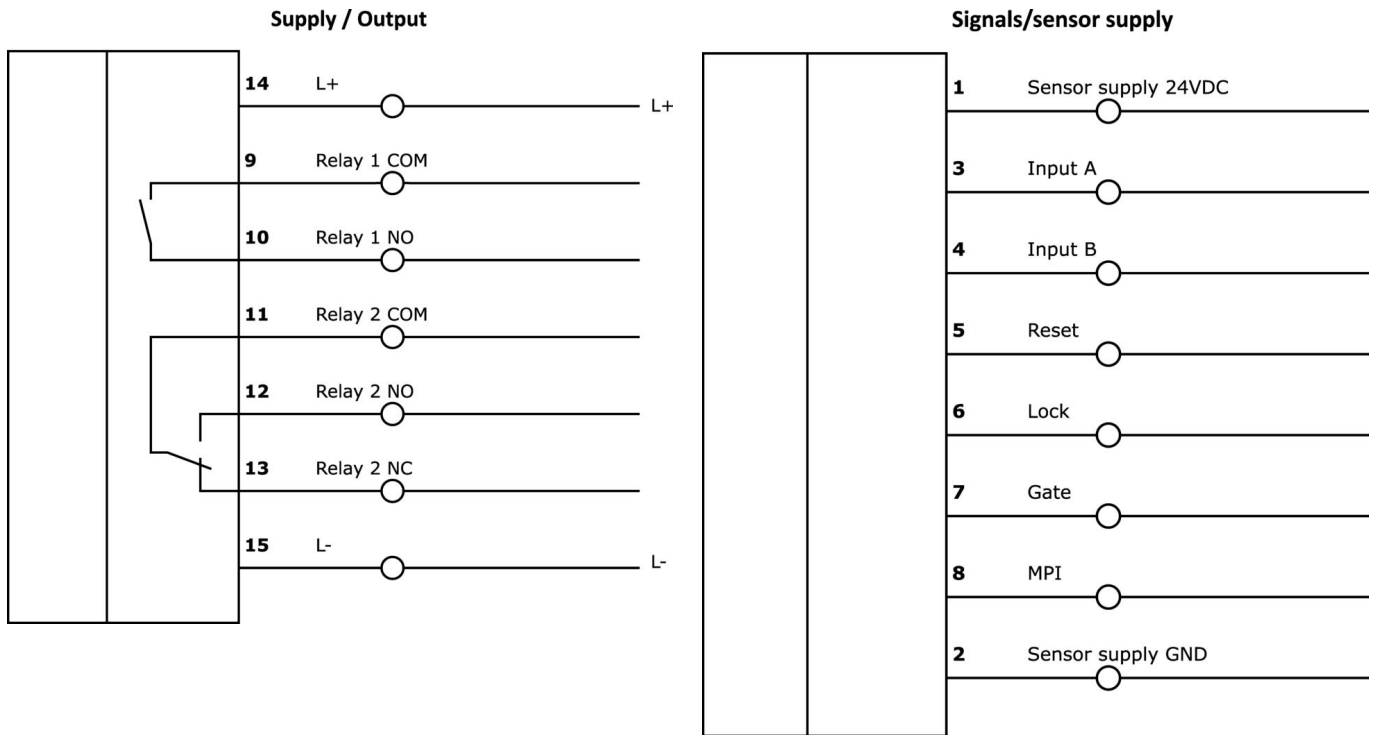 Supply / Output
14 L+
L+
9 Relay 1 COM
10 Relay 1 NO
11 Relay 2 COM
12 Relay 2 NO
13 Relay 2 NC
15 L-
L-
Signals/sensor supply
1 Sensor supply 24VDC
3 Input A
4 Input B
5 Reset
6 Lock
7 Gate
8 MPI
2 Sensor supply GND